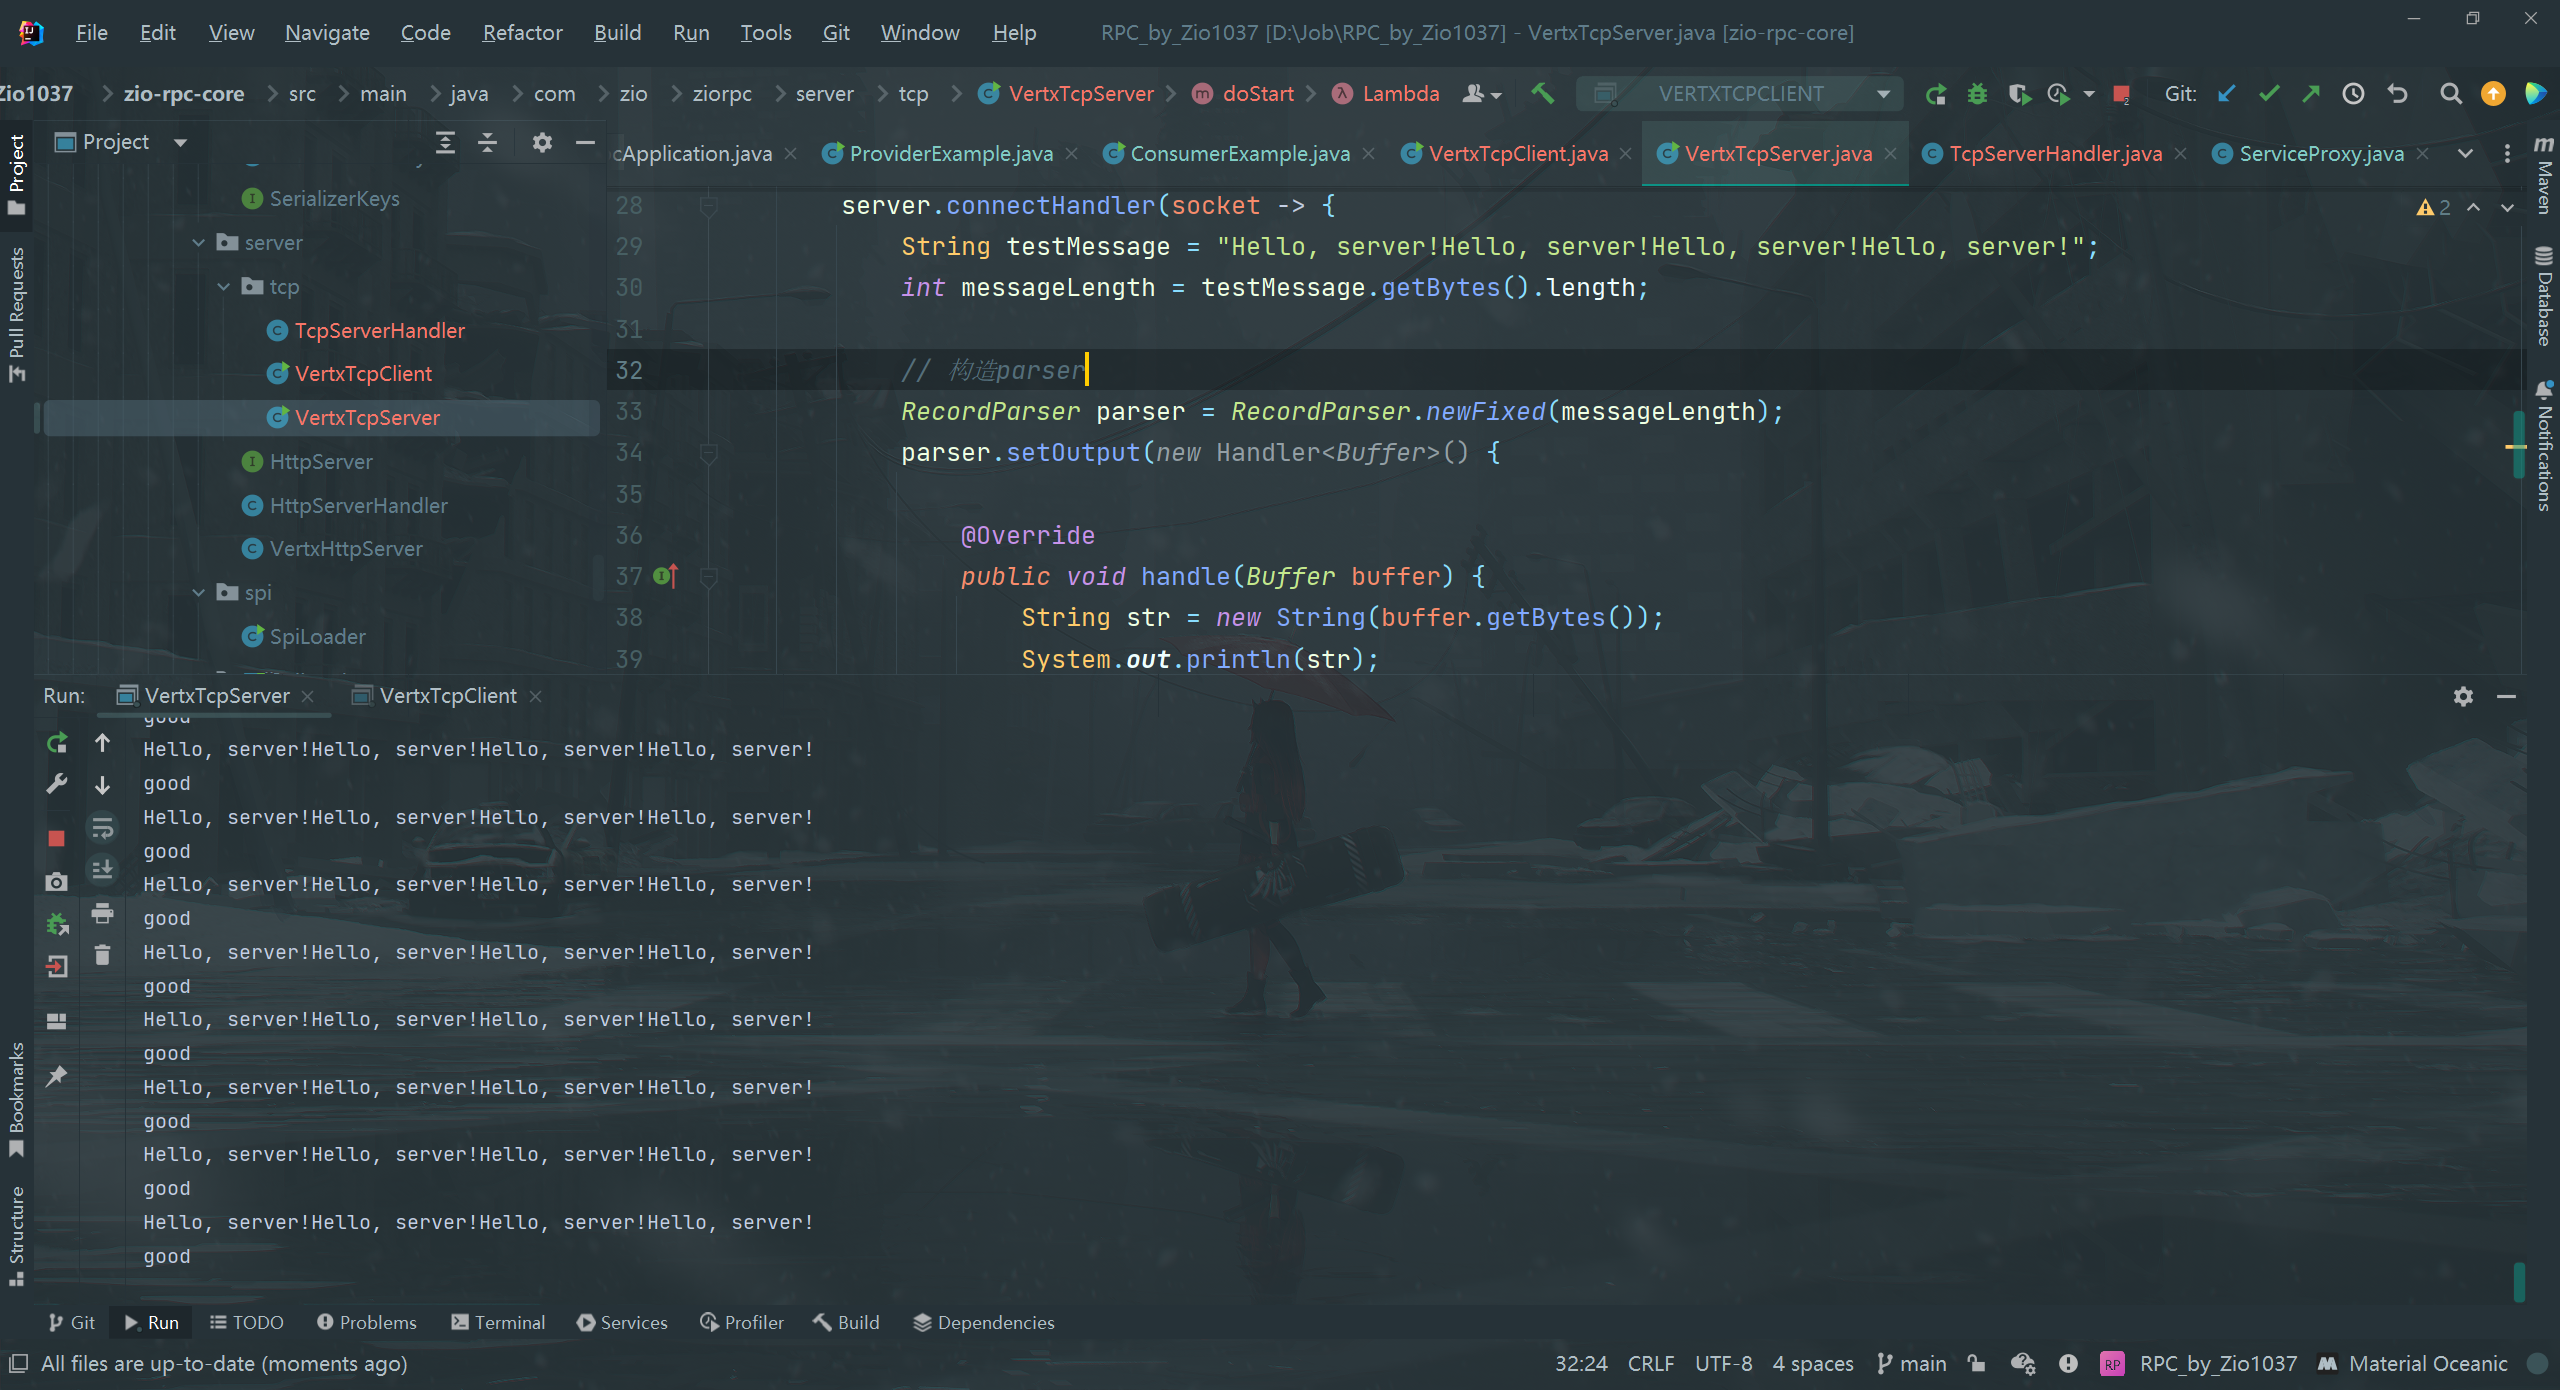 File Edit View Navigate Code Refactor Build Run Tools Git Window Help RPC_by_Zio1037 [D:\Job\RPC_by_Zio1037] - VertxTcpServer.java [zio-rpc-core]
Zio1037 zio-rpc-core src main java com zio ziorpc server tcp VertxTcpServer doStart Lambda VERTXTCPCLIENT Git:
Project
cApplication.java ProviderExample.java ConsumerExample.java VertxTcpClient.java VertxTcpServer.java TcpServerHandler.java ServiceProxy.java
Project
Pull Requests
Bookmarks
Structure
SerializerKeys
server
tcp
TcpServerHandler
VertxTcpClient
VertxTcpServer
HttpServer
HttpServerHandler
VertxHttpServer
spi
SpiLoader
28 server.connectHandler(socket -> {
29 String testMessage = "Hello, server!Hello, server!Hello, server!Hello, server!";
30 int messageLength = testMessage.getBytes().length;
31
32 // 构造parser
33 RecordParser parser = RecordParser.newFixed(messageLength);
34 parser.setOutput(new Handler<Buffer>() {
35
36 @Override
37 public void handle(Buffer buffer) {
38 String str = new String(buffer.getBytes());
39 System.out.println(str);
2
Maven
Database
Notifications
Run: VertxTcpServer VertxTcpClient
good
Hello, server!Hello, server!Hello, server!Hello, server!
good
Hello, server!Hello, server!Hello, server!Hello, server!
good
Hello, server!Hello, server!Hello, server!Hello, server!
good
Hello, server!Hello, server!Hello, server!Hello, server!
good
Hello, server!Hello, server!Hello, server!Hello, server!
good
Hello, server!Hello, server!Hello, server!Hello, server!
good
Hello, server!Hello, server!Hello, server!Hello, server!
good
Hello, server!Hello, server!Hello, server!Hello, server!
good
Git Run TODO Problems Terminal Services Profiler Build Dependencies
All files are up-to-date (moments ago) 32:24 CRLF UTF-8 4 spaces main RP RPC_by_Zio1037 Material Oceanic